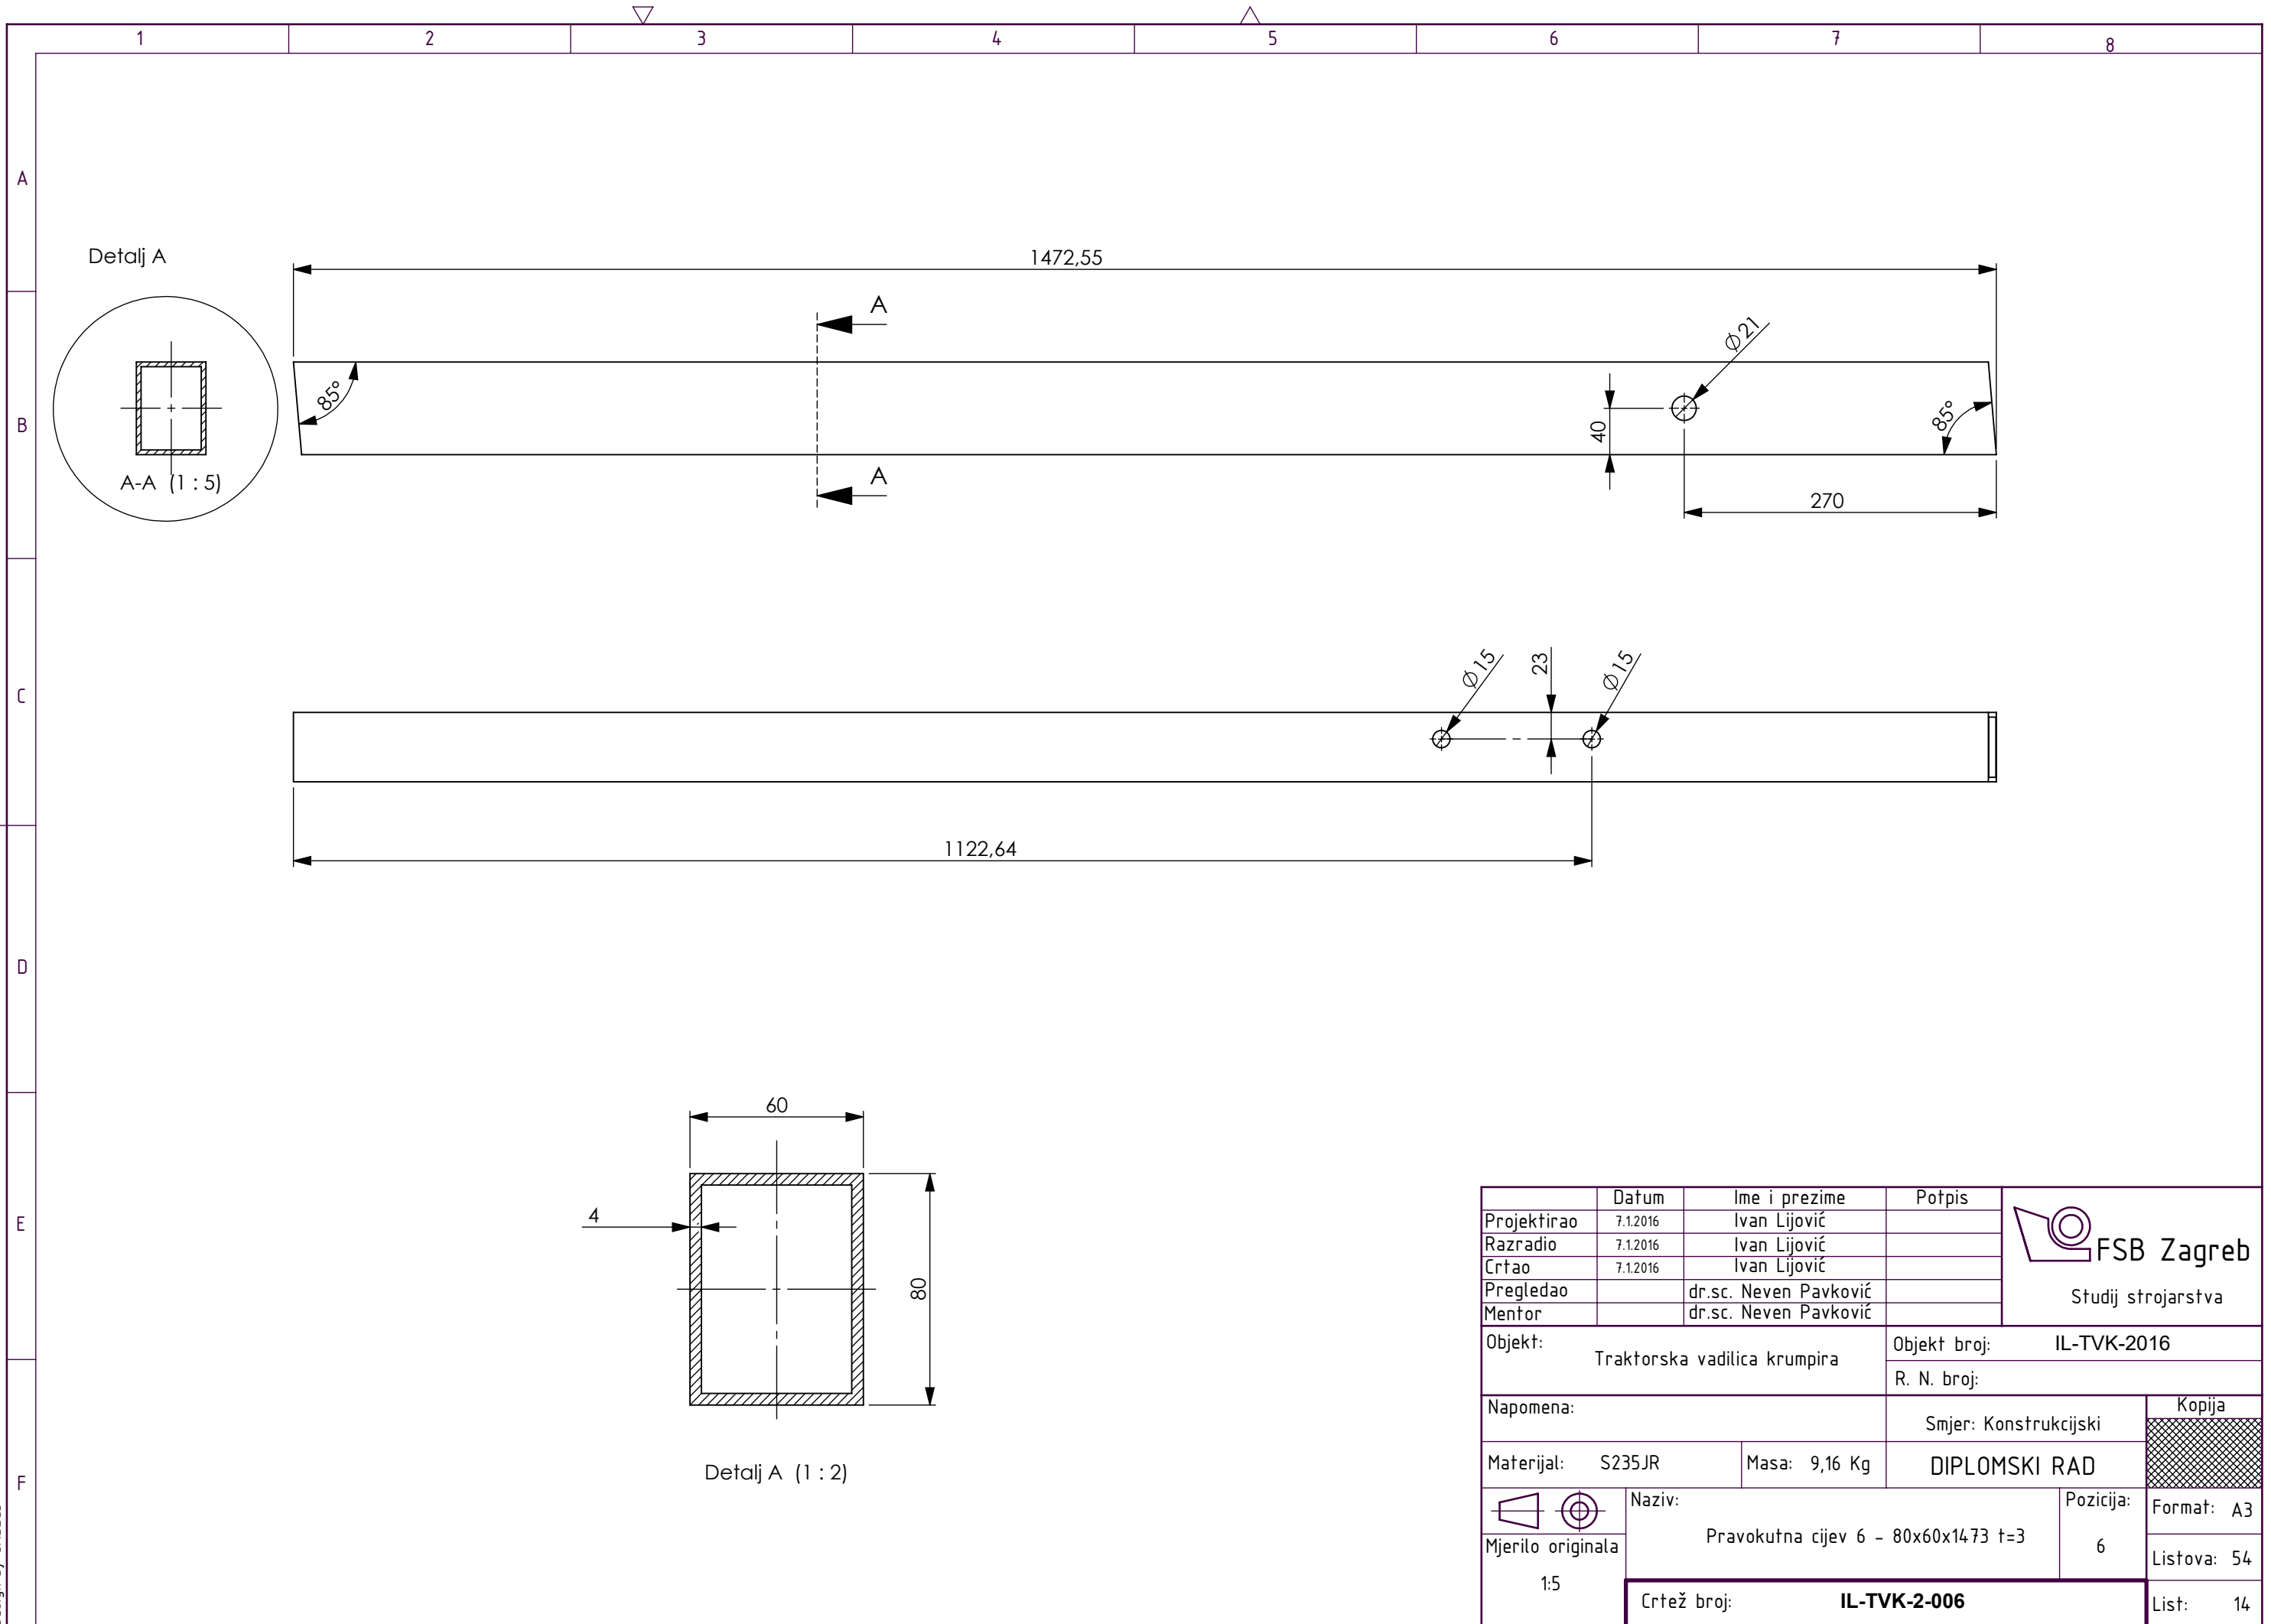 1 2 3 4 5 6 7 8
A
B
C
D
E
F
Detalj A
A-A (1 : 5)
1472,55
A
A
85°
Ø21
40
85°
270
Ø15
23
Ø15
1122,64
60
4
80
Detalj A (1 : 2)
Datum Ime i prezime Potpis
Projektirao 7.1.2016 Ivan Lijović
Razradio 7.1.2016 Ivan Lijović
Crtao 7.1.2016 Ivan Lijović
Pregledao dr.sc. Neven Pavković
Mentor dr.sc. Neven Pavković
FSB Zagreb
Studij strojarstva
Objekt: Traktorska vadilica krumpira
Objekt broj: IL-TVK-2016
R. N. broj:
Napomena:
Smjer: Konstrukcijski
Kopija
Materijal: S235JR
Masa: 9,16 Kg
DIPLOMSKI RAD
Naziv:
Pravokutna cijev 6 - 80x60x1473 t=3
Pozicija:
6
Format: A3
Mjerilo originala
1:5
Listova: 54
Crtež broj: IL-TVK-2-006
List: 14